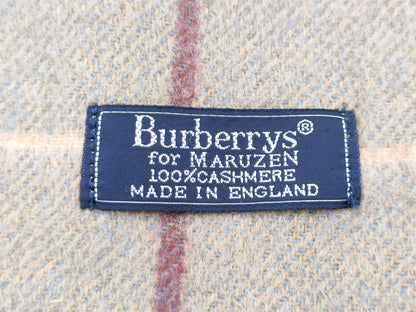 Burberrys®
for MARUZEN
100%CASHMERE
MADE IN ENGLAND